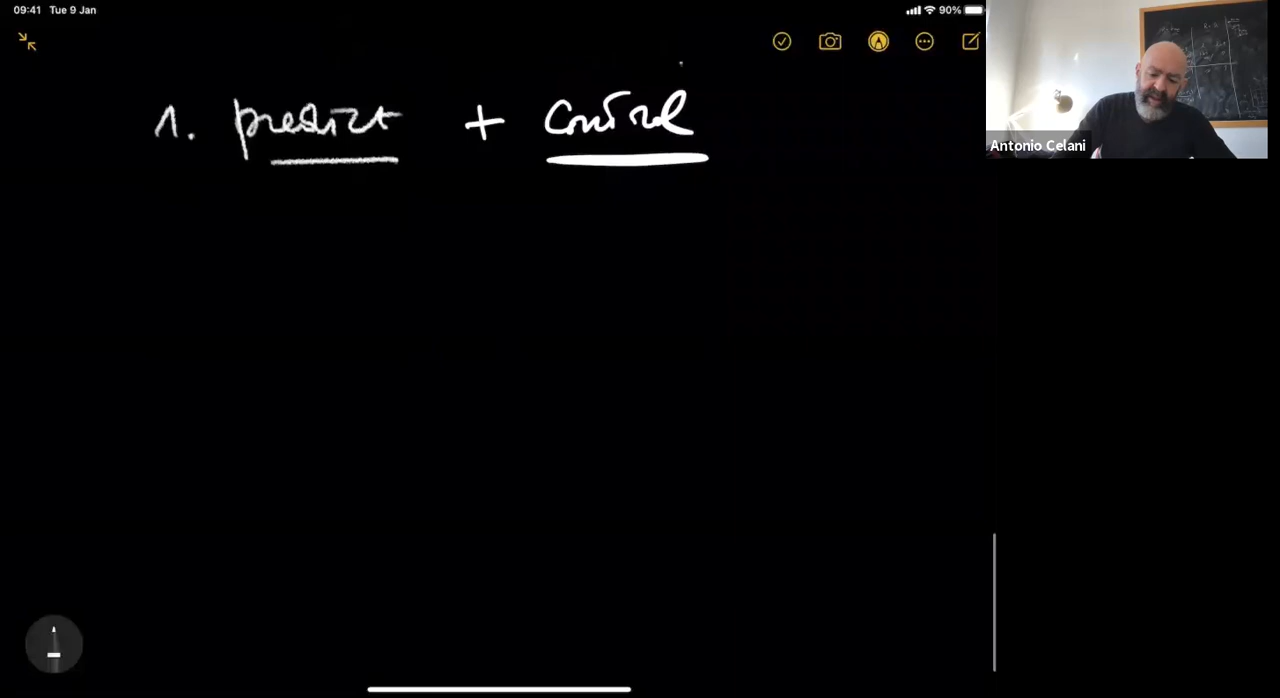 09:41 Tue 9 Jan
90%
1. predict + control
Antonio Celani